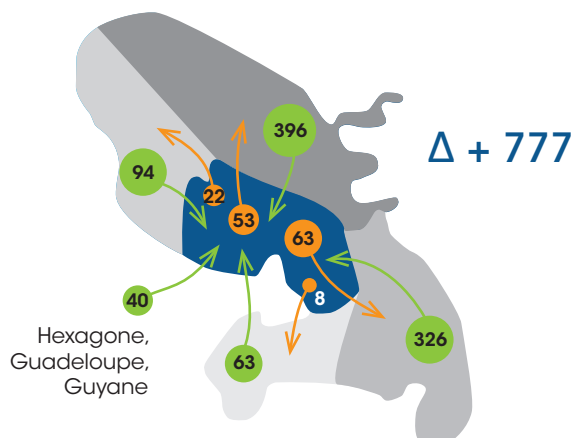 396
Δ + 777
94
22
53
63
8
40
Hexagone,
Guadeloupe,
Guyane
63
326